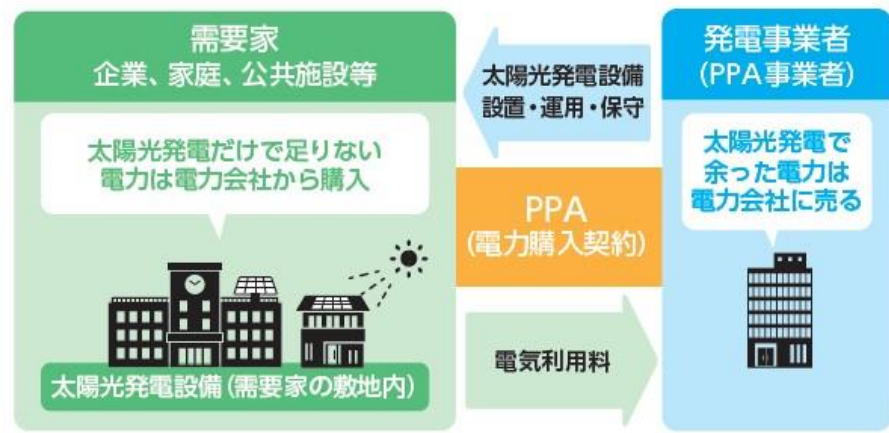 需要家
企業、家庭、公共施設等
太陽光発電だけで足りない
電力は電力会社から購入
太陽光発電設備(需要家の敷地内)
太陽光発電設備
設置・運用・保守
PPA
(電力購入契約)
電気利用料
発電事業者
(PPA事業者)
太陽光発電で
余った電力は
電力会社に売る